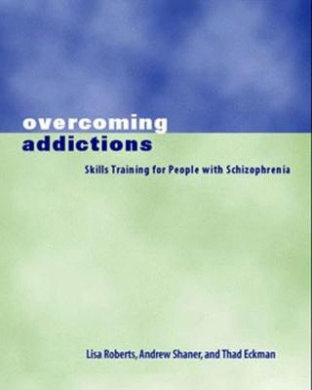 overcoming
addictions
Skills Training for People with Schizophrenia
Lisa Roberts, Andrew Shaner, and Thad Eckman